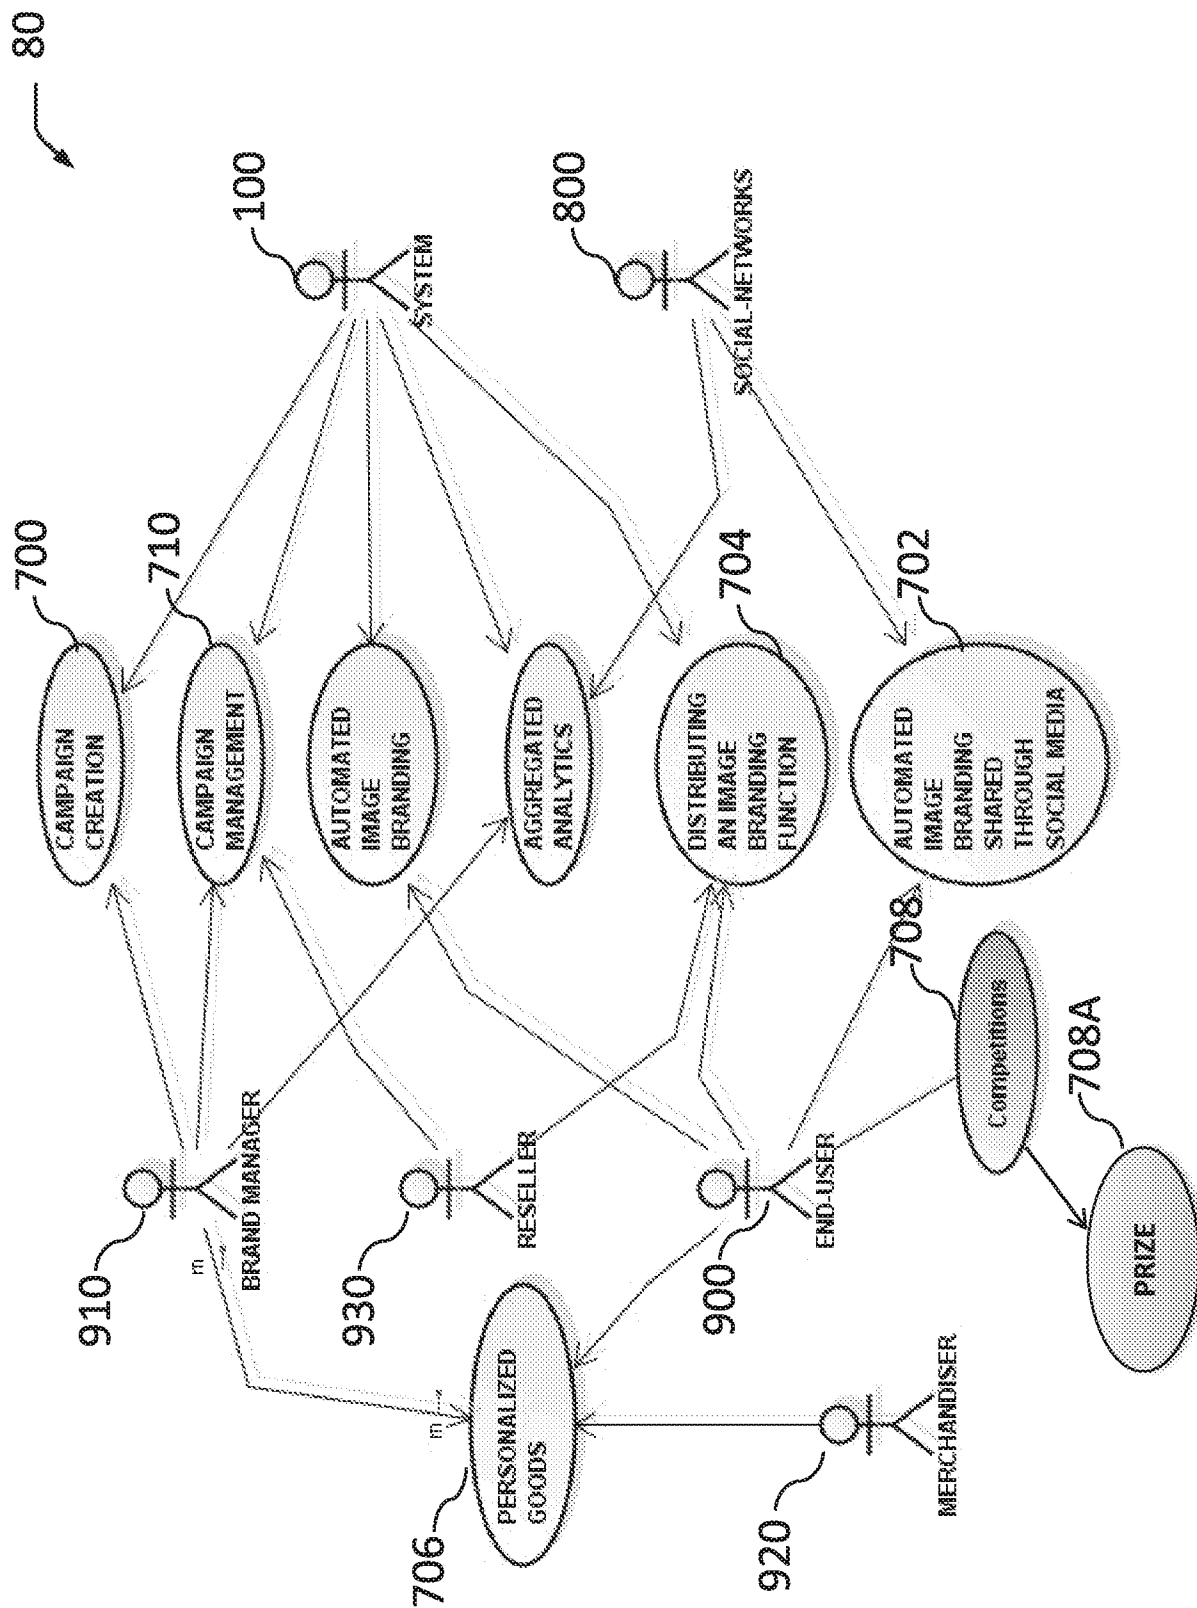 80
100
SYSTEM
800
SOCIAL-NETWORKS
700
CAMPAIGN
CREATION
710
CAMPAIGN
MANAGEMENT
AUTOMATED
IMAGE
BRANDING
AGGREGATED
ANALYTICS
704
DISTRIBUTING
AN IMAGE
BRANDING
FUNCTION
702
AUTOMATED
IMAGE
BRANDING
SHARED
THROUGH
SOCIAL MEDIA
910
BRAND MANAGER
m
m
930
RESELLER
900
END-USER
708
Competitions
708A
PRIZE
706
PERSONALIZED
GOODS
920
MERCHANDISER